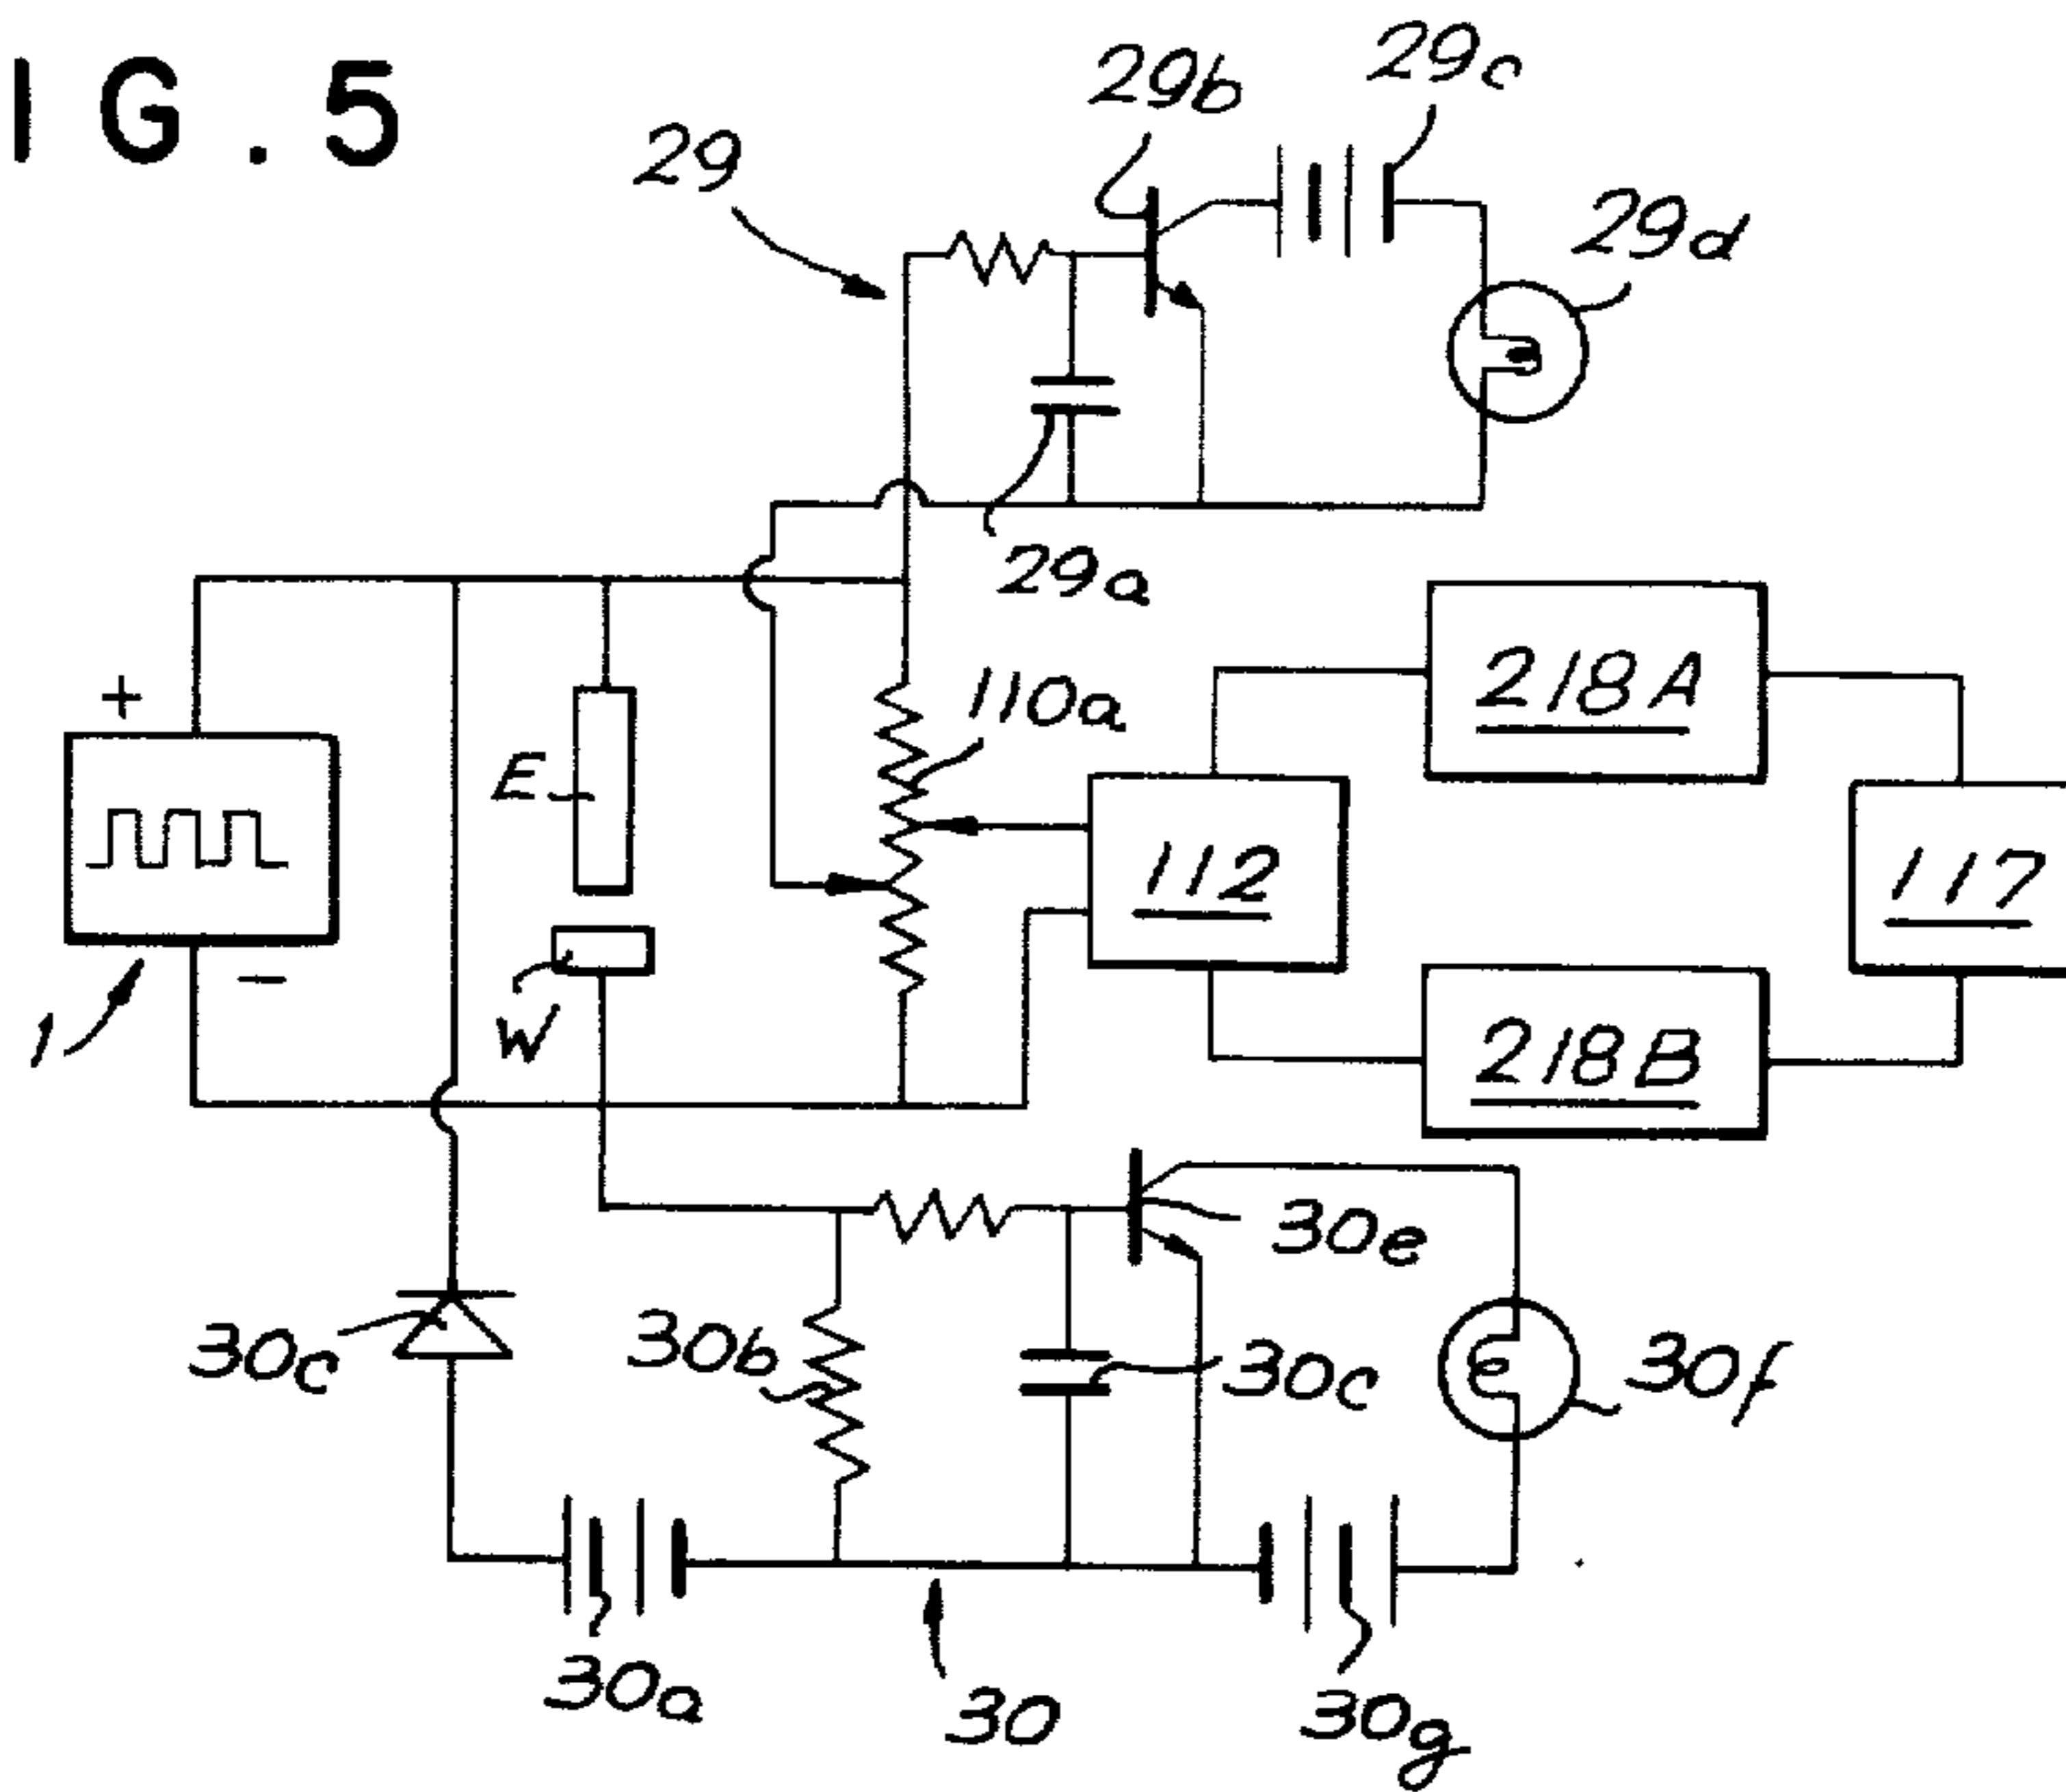 IG. 5
29
29b
29c
29d
29a
+
110a
218A
E
112
117
−
1
W
218B
30e
30c
30b
30c
30f
30a
30
30g